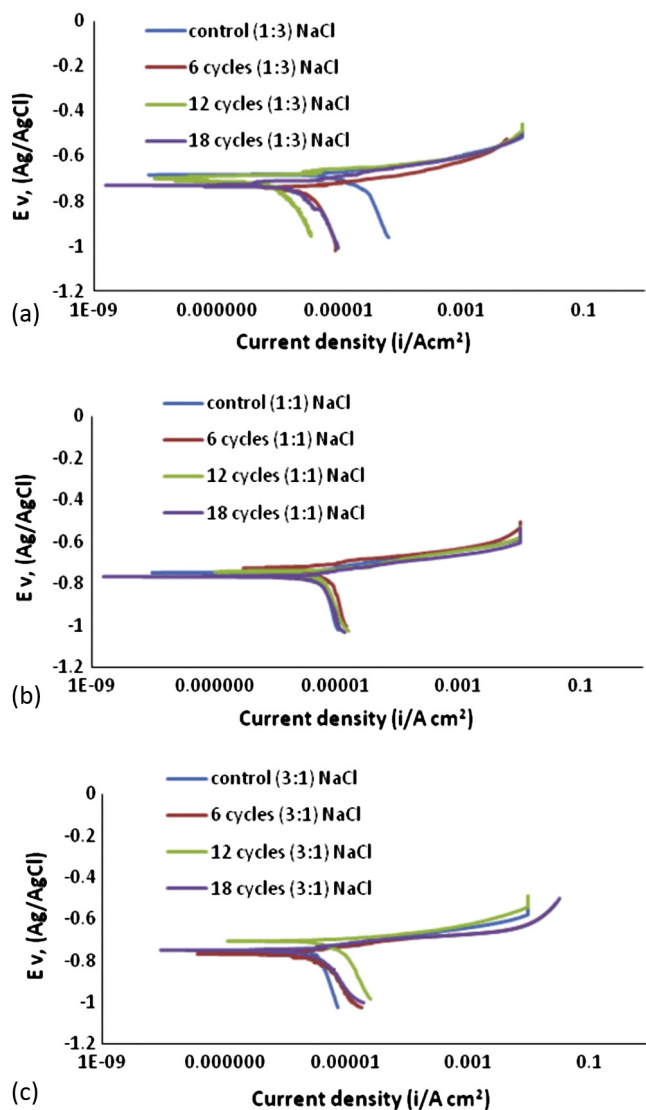 0
-0.2
-0.4
-0.6
-0.8
-1
-1.2
E v, (Ag/AgCl)
control (1:3) NaCl
6 cycles (1:3) NaCl
12 cycles (1:3) NaCl
18 cycles (1:3) NaCl
1E-09 0.000000 0.00001 0.001 0.1
Current density (i/Acm²)
(a)
0
-0.2
-0.4
-0.6
-0.8
-1
-1.2
E v, (Ag/AgCl)
control (1:1) NaCl
6 cycles (1:1) NaCl
12 cycles (1:1) NaCl
18 cycles (1:1) NaCl
1E-09 0.000000 0.00001 0.001 0.1
Current density (i/A cm²)
(b)
0
-0.2
-0.4
-0.6
-0.8
-1
-1.2
E v, (Ag/AgCl)
control (3:1) NaCl
6 cycles (3:1) NaCl
12 cycles (3:1) NaCl
18 cycles (3:1) NaCl
1E-09 0.000000 0.00001 0.001 0.1
Current density (i/A cm²)
(c)